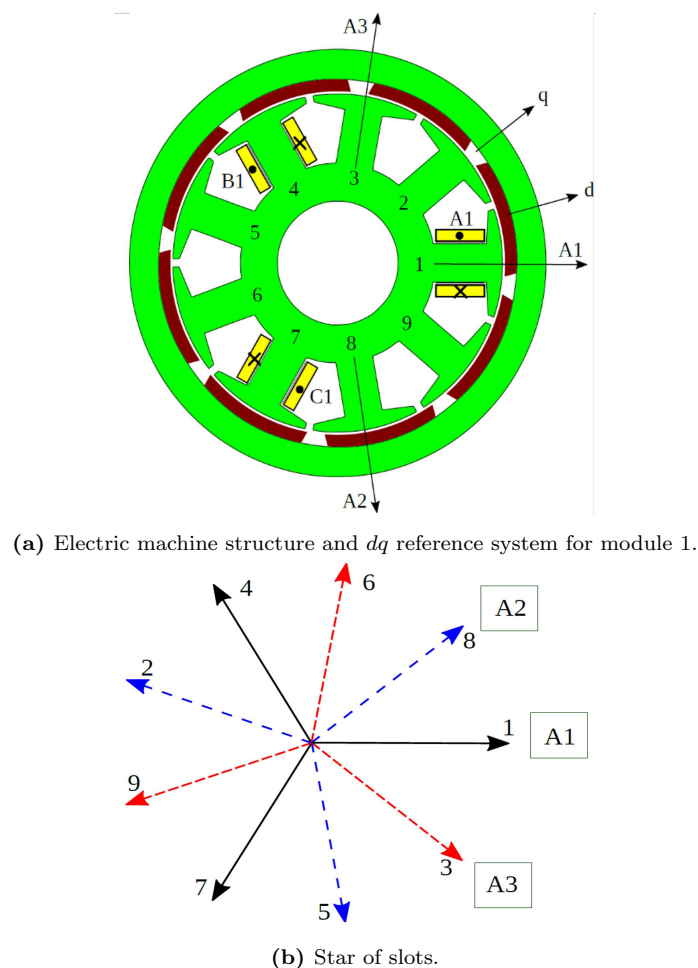 A3
q
B1
4
3
2
A1
d
5
1
A1
6
7
8
9
C1
A2
(a) Electric machine structure and dq reference system for module 1.
4
6
A2
8
2
1
A1
9
3
A3
7
5
(b) Star of slots.